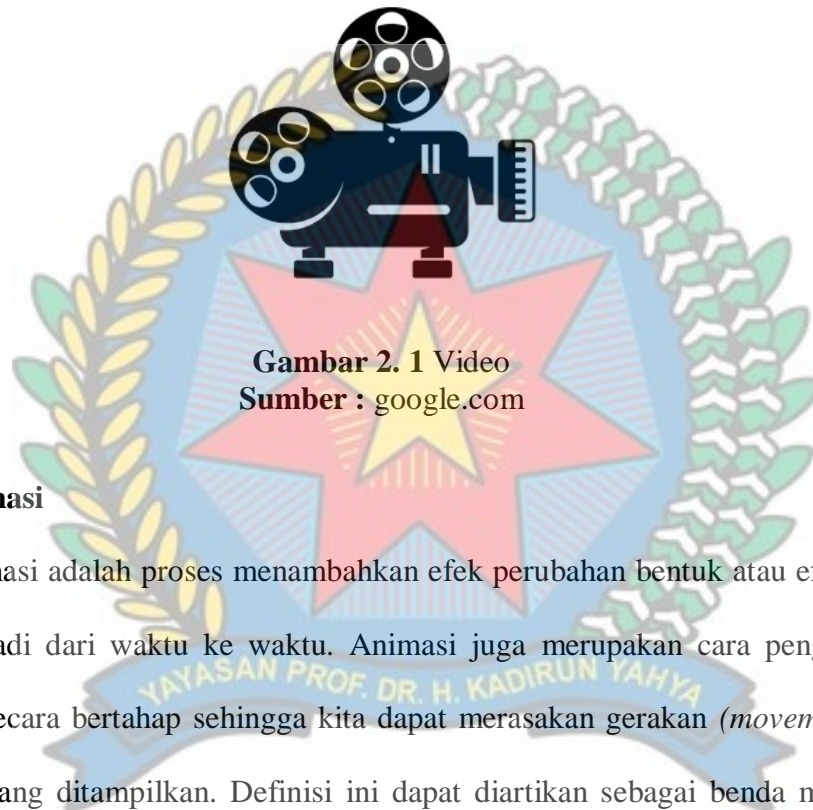 Gambar 2. 1 Video
Sumber : google.com
nasi
nasi adalah proses menambahkan efek perubahan bentuk atau e
adi dari waktu ke waktu. Animasi juga merupakan cara pen
YAYASAN PROF. DR. H. KADIRUN YAHYA
ecara bertahap sehingga kita dapat merasakan gerakan (movem
ang ditampilkan. Definisi ini dapat diartikan sebagai benda m